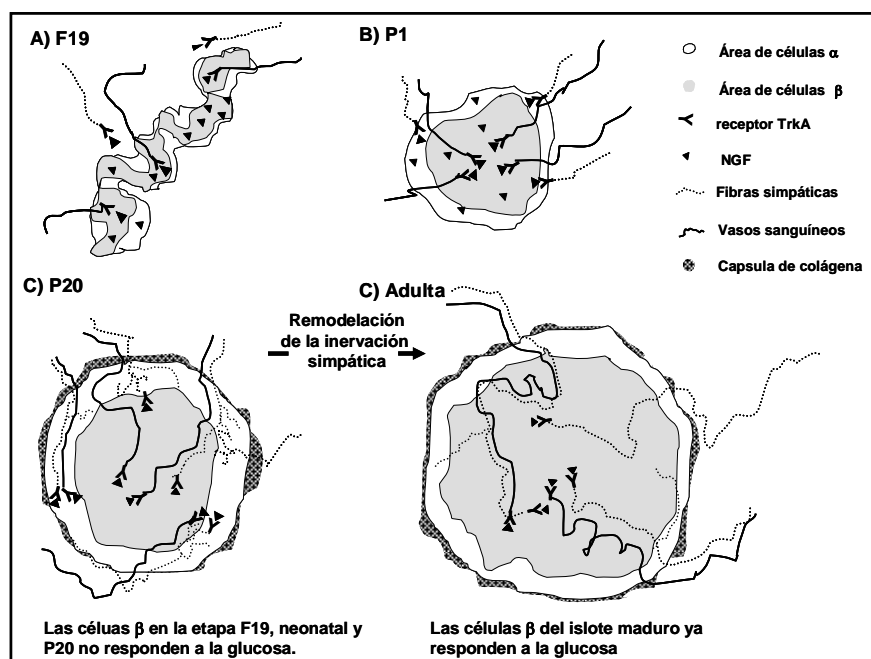 A) F19
B) P1
Área de células α
Área de células β
receptor TrkA
NGF
Fibras simpáticas
Vasos sanguíneos
Capsula de colágena
C) P20
C) Adulta
Remodelación
de la inervación
simpática
Las céluas β en la etapa F19, neonatal y
P20 no responden a la glucosa.
Las células β del islote maduro ya
responden a la glucosa